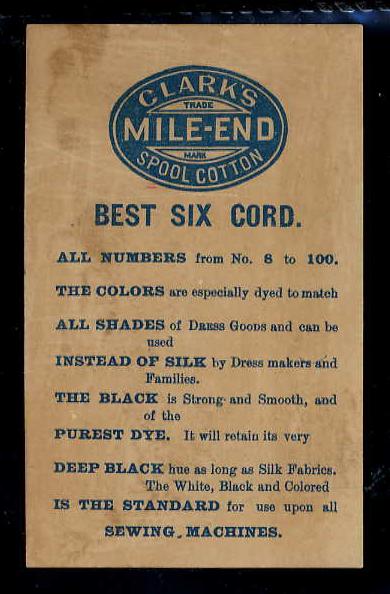 CLARK'S
TRADE
MILE-END
MARK
SPOOL COTTON
BEST SIX CORD.
ALL NUMBERS from No. 8 to 100.
THE COLORS are especially dyed to match
ALL SHADES of DRESS GOODS and can be
used
INSTEAD OF SILK by Dress makers and
Families.
THE BLACK is Strong and Smooth, and
of the
PUREST DYE. It will retain its very
DEEP BLACK hue as long as Silk Fabrics.
The White, Black and Colored
IS THE STANDARD for use upon all
SEWING MACHINES.